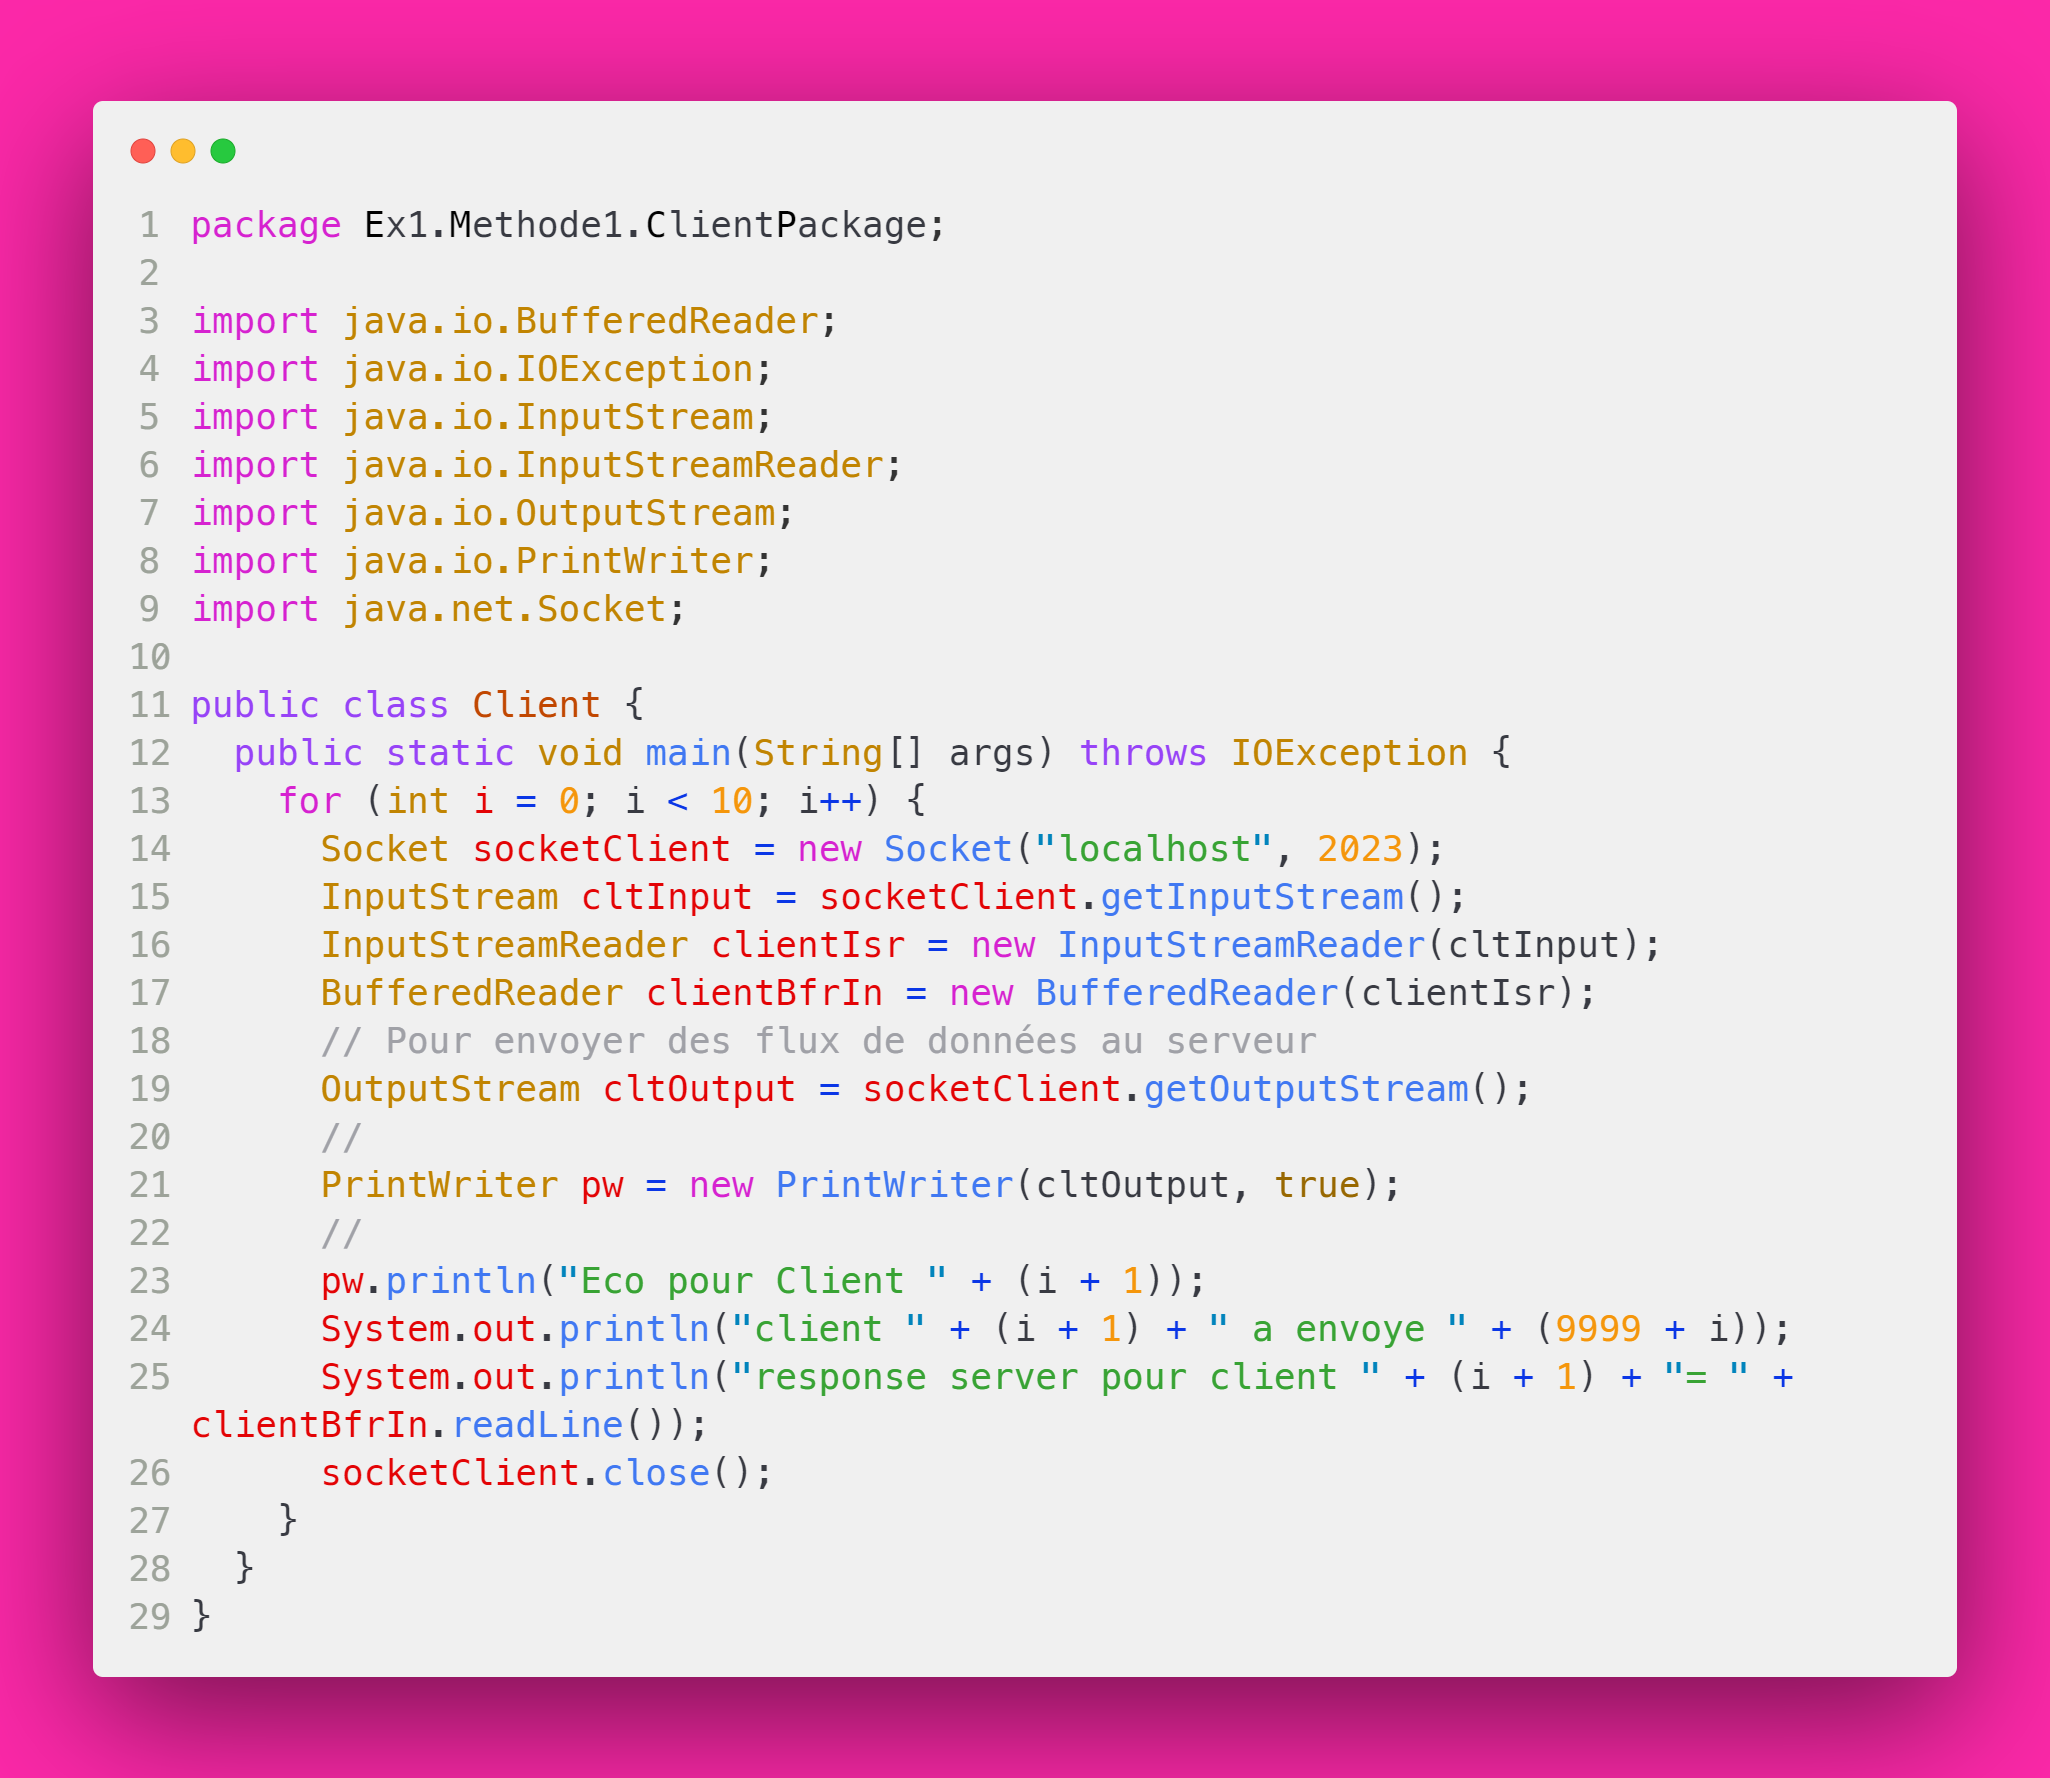 1 package Ex1.Methode1.ClientPackage;
2
3 import java.io.BufferedReader;
4 import java.io.IOException;
5 import java.io.InputStream;
6 import java.io.InputStreamReader;
7 import java.io.OutputStream;
8 import java.io.PrintWriter;
9 import java.net.Socket;
10
11 public class Client {
12   public static void main(String[] args) throws IOException {
13     for (int i = 0; i < 10; i++) {
14       Socket socketClient = new Socket("localhost", 2023);
15       InputStream cltInput = socketClient.getInputStream();
16       InputStreamReader clientIsr = new InputStreamReader(cltInput);
17       BufferedReader clientBfrIn = new BufferedReader(clientIsr);
18       // Pour envoyer des flux de données au serveur
19       OutputStream cltOutput = socketClient.getOutputStream();
20       //
21       PrintWriter pw = new PrintWriter(cltOutput, true);
22       //
23       pw.println("Eco pour Client " + (i + 1));
24       System.out.println("client " + (i + 1) + " a envoye " + (9999 + i));
25       System.out.println("response server pour client " + (i + 1) + "= " +
clientBfrIn.readLine());
26       socketClient.close();
27     }
28   }
29 }